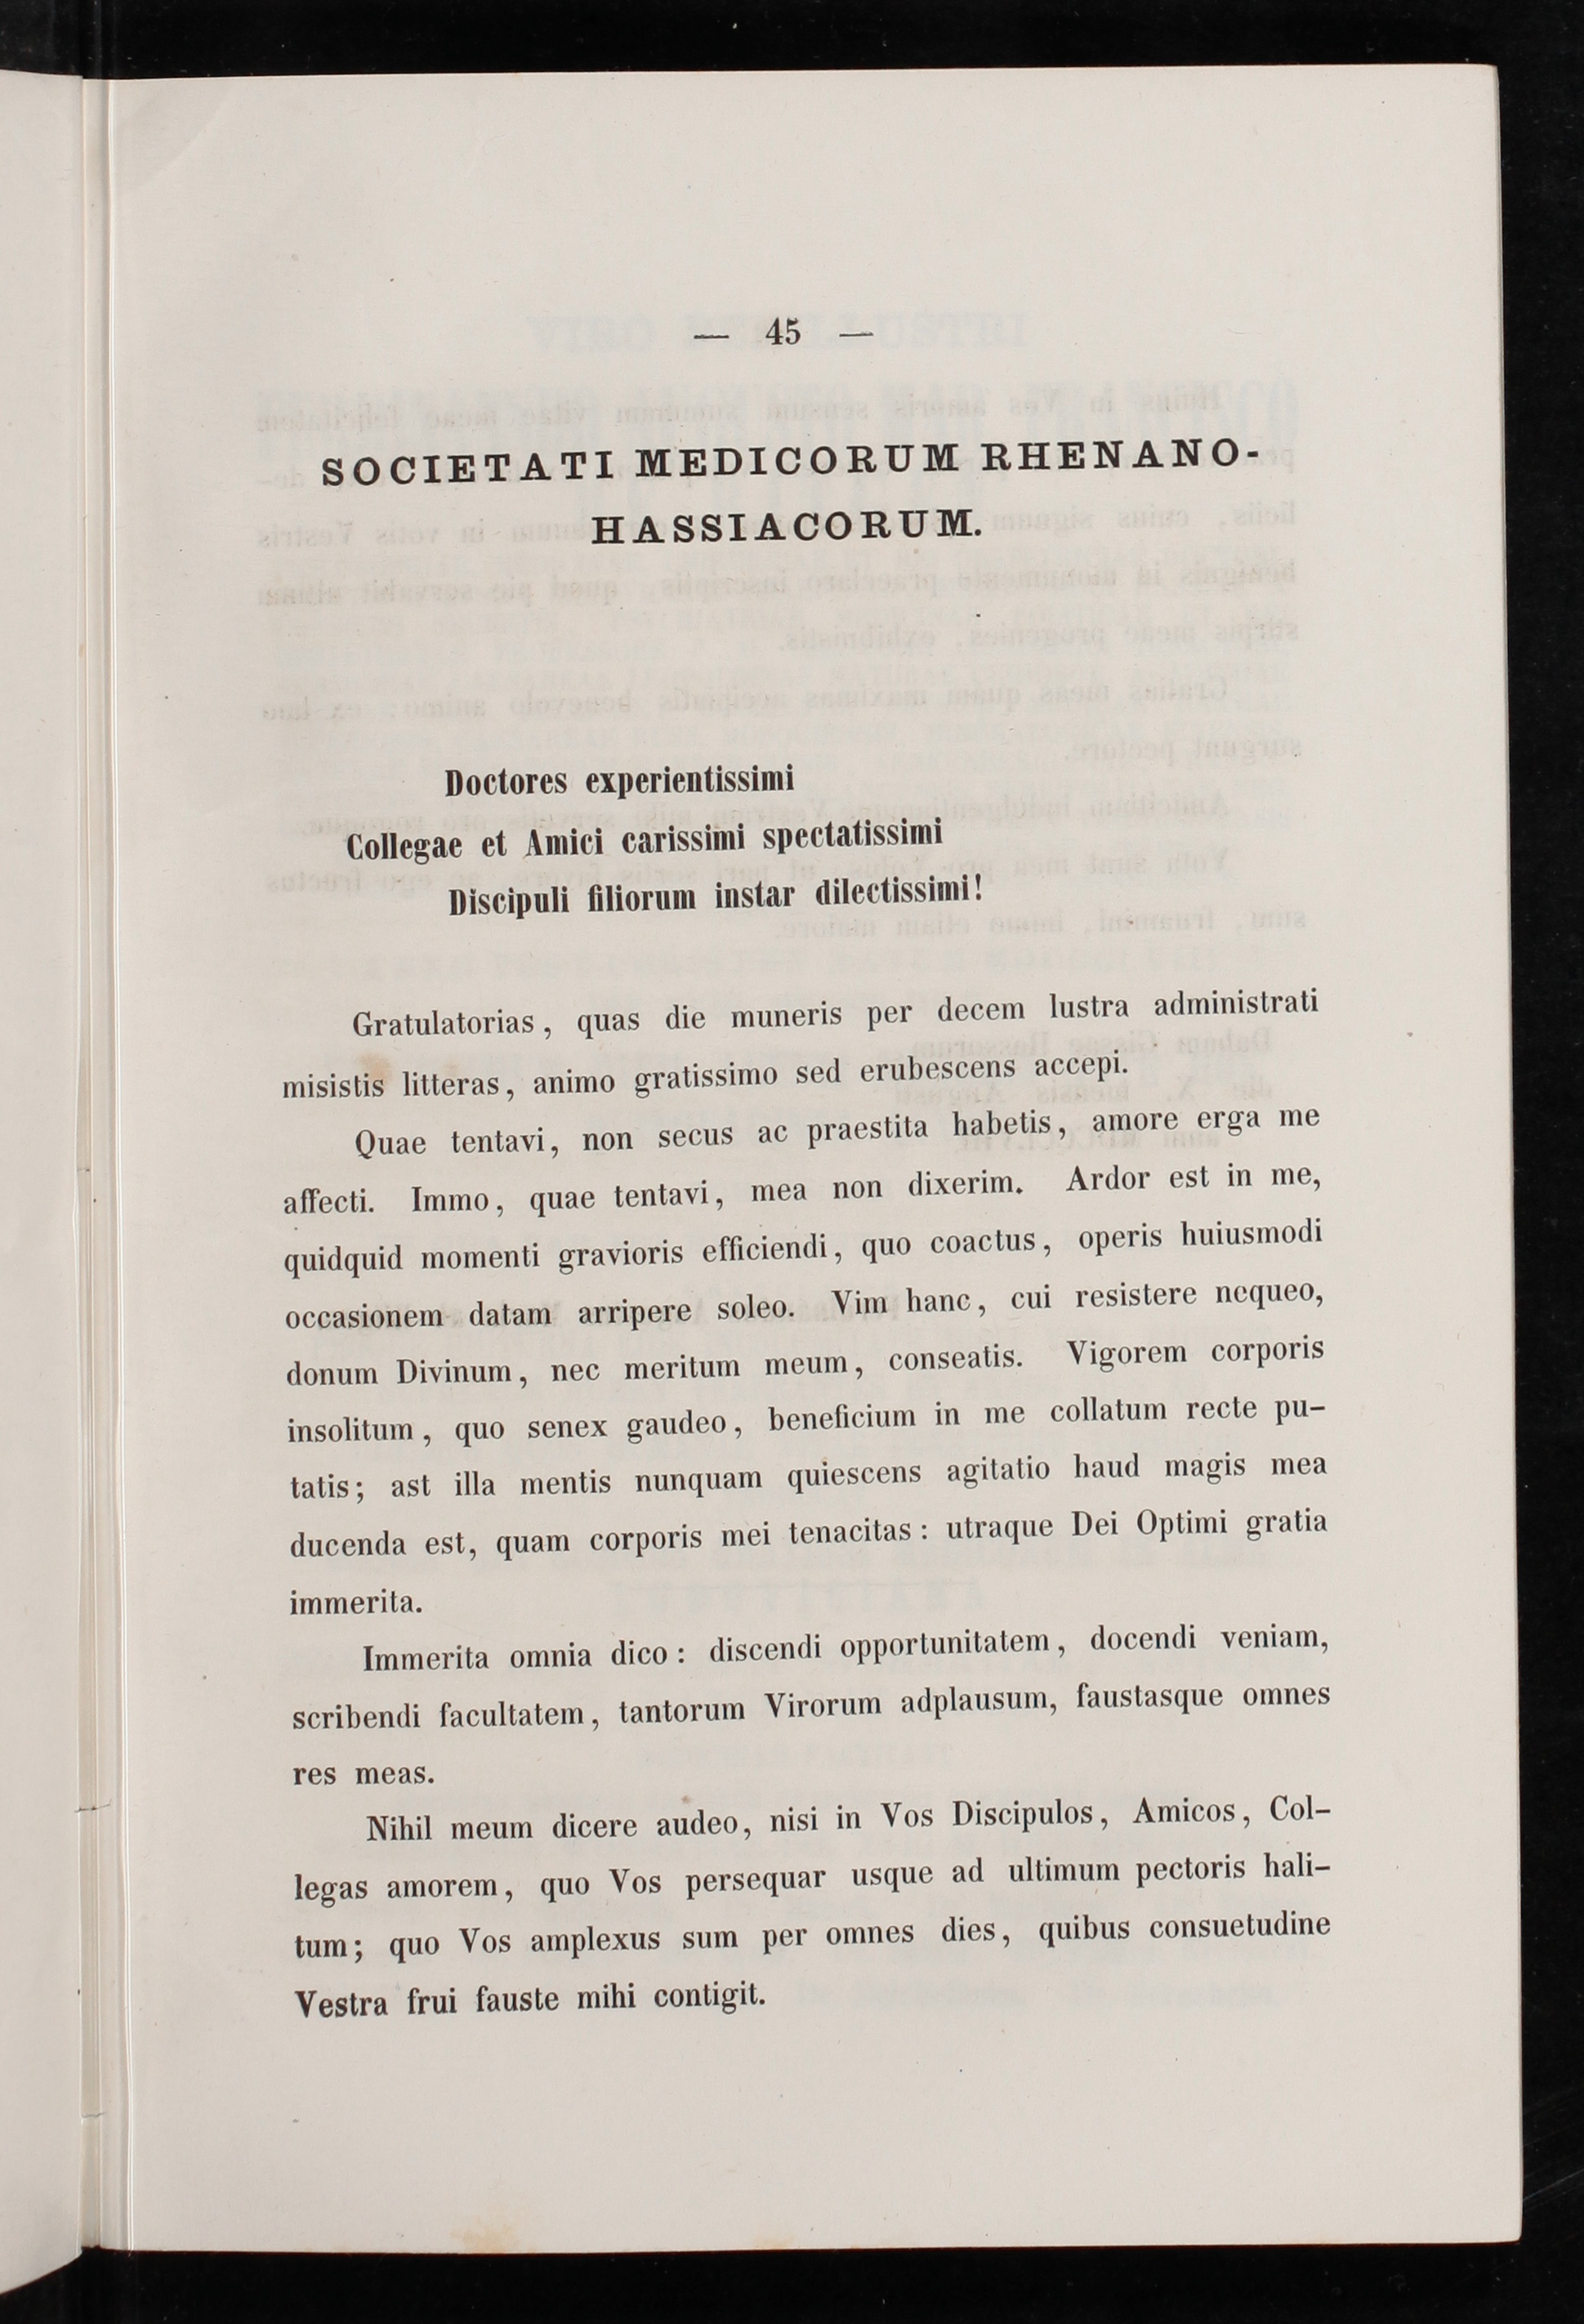 — 45 —
SOCIETATI MEDICORUM RHENANO-
HASSIACORUM.
Doctores experientissimi
Collegae et Amici carissimi spectatissimi
Discipuli filiorum instar dilectissimi!
Gratulatorias, quas die muneris per decem lustra administrati
misistis litteras, animo gratissimo sed erubescens accepi.
Quae tentavi, non secus ac praestita habetis, amore erga me
affecti. Immo, quae tentavi, mea non dixerim. Ardor est in me,
quidquid momenti gravioris efficiendi, quo coactus, operis huiusmodi
occasionem datam arripere soleo. Vim hanc, cui resistere nequeo,
donum Divinum, nec meritum meum, conseatis. Vigorem corporis
insolitum, quo senex gaudeo, beneficium in me collatum recte pu-
tatis; ast illa mentis nunquam quiescens agitatio haud magis mea
ducenda est, quam corporis mei tenacitas: utraque Dei Optimi gratia
immerita.
Immerita omnia dico: discendi opportunitatem, docendi veniam,
scribendi facultatem, tantorum Virorum adplausum, faustasque omnes
res meas.
Nihil meum dicere audeo, nisi in Vos Discipulos, Amicos, Col-
legas amorem, quo Vos persequar usque ad ultimum pectoris hali-
tum; quo Vos amplexus sum per omnes dies, quibus consuetudine
Vestra frui fauste mihi contigit.